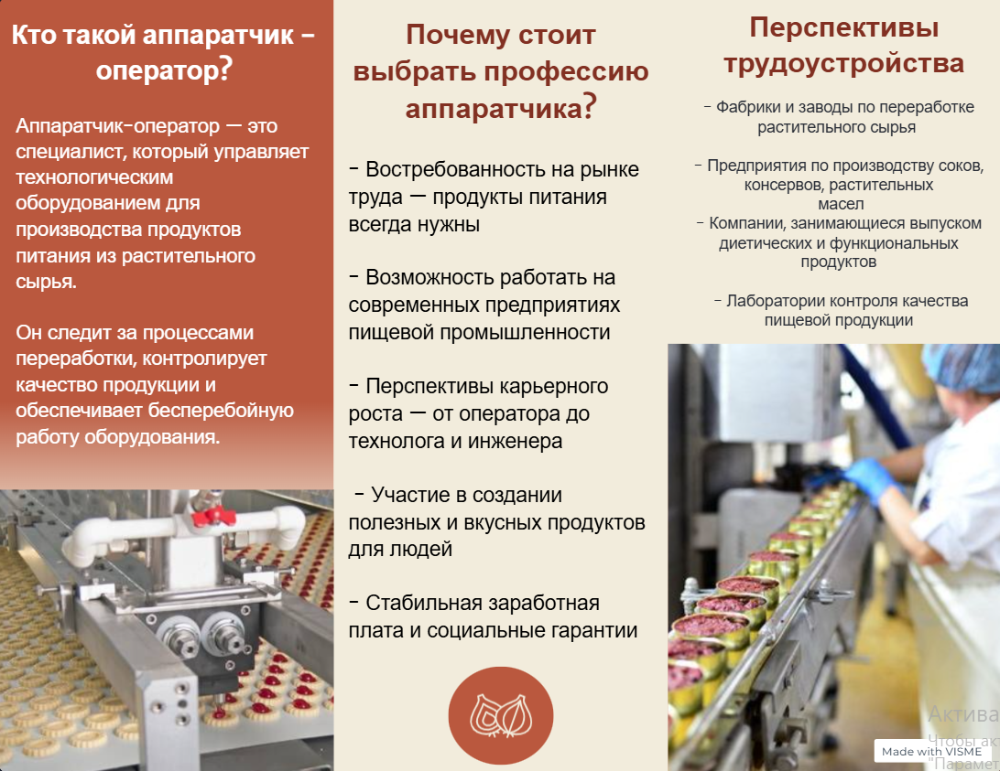 Кто такой аппаратчик –
оператор?
Аппаратчик-оператор — это
специалист, который управляет
технологическим
оборудованием для
производства продуктов
питания из растительного
сырья.
Он следит за процессами
переработки, контролирует
качество продукции и
обеспечивает бесперебойную
работу оборудования.
Почему стоит
выбрать профессию
аппаратчика?
- Востребованность на рынке
труда — продукты питания
всегда нужны
- Возможность работать на
современных предприятиях
пищевой промышленности
- Перспективы карьерного
роста — от оператора до
технолога и инженера
- Участие в создании
полезных и вкусных продуктов
для людей
- Стабильная заработная
плата и социальные гарантии
Перспективы
трудоустройства
- Фабрики и заводы по переработке
растительного сырья
- Предприятия по производству соков,
консервов, растительных
масел
- Компании, занимающиеся выпуском
диетических и функциональных
продуктов
- Лаборатории контроля качества
пищевой продукции
Актива
Чтобы акт
"Парамет
Made with VISME